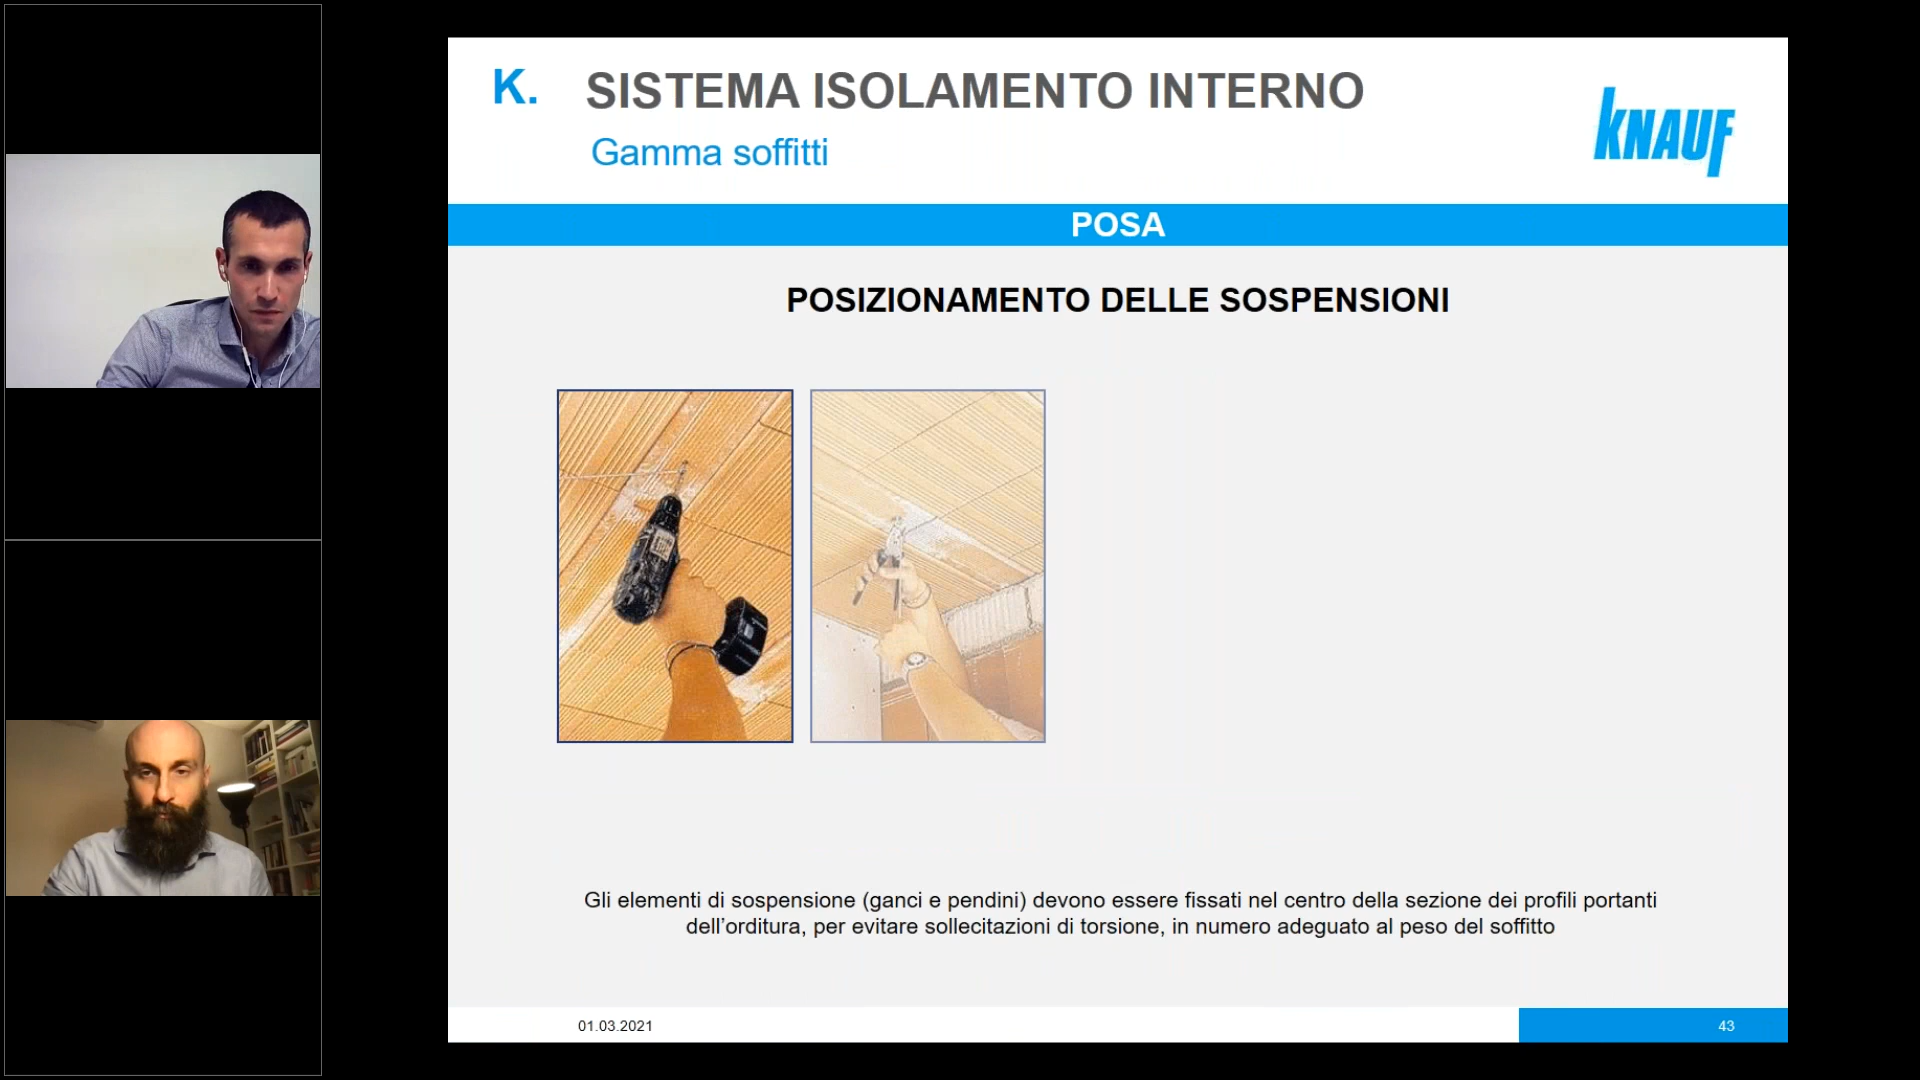 K. SISTEMA ISOLAMENTO INTERNO
Gamma soffitti
KNAUF
POSA
POSIZIONAMENTO DELLE SOSPENSIONI
Gli elementi di sospensione (ganci e pendini) devono essere fissati nel centro della sezione dei profili portanti
dell’orditura, per evitare sollecitazioni di torsione, in numero adeguato al peso del soffitto
01.03.2021
43